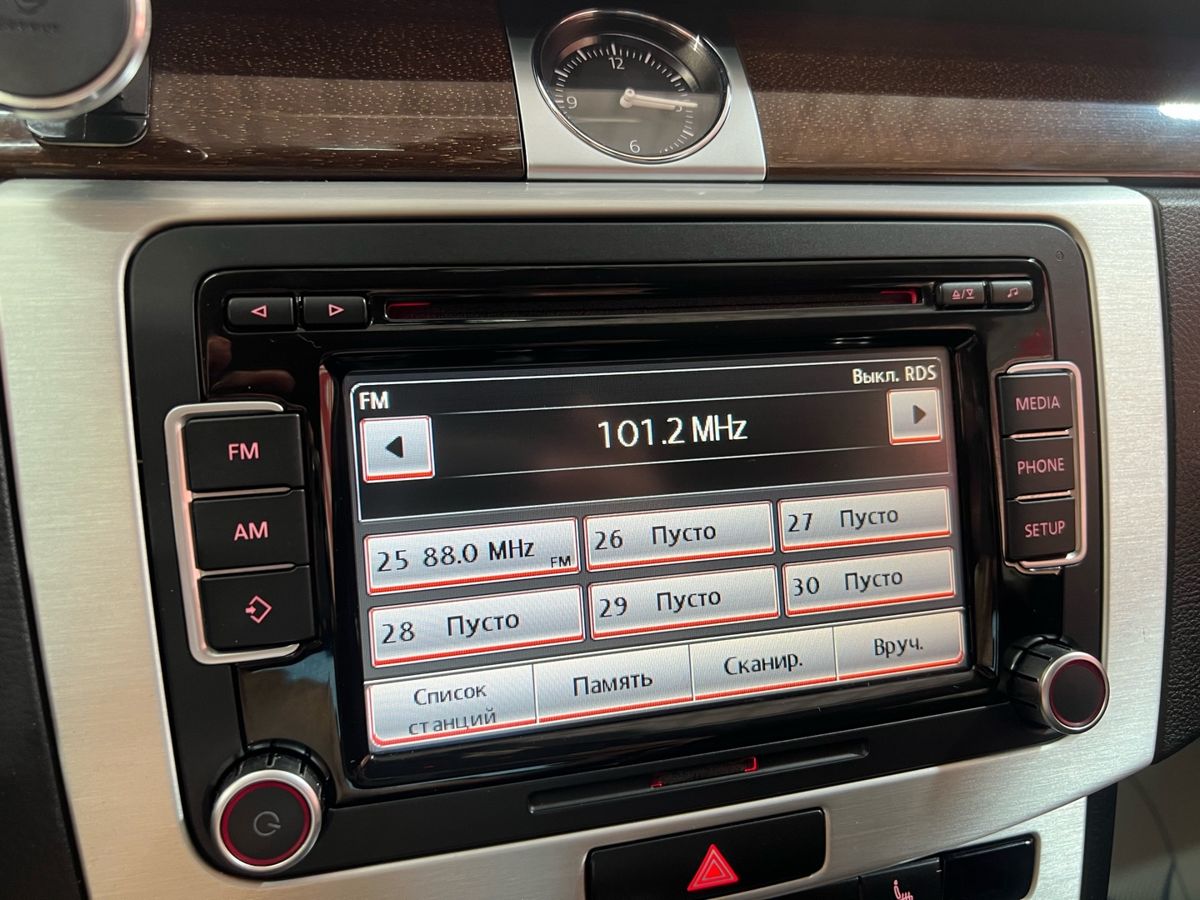 12
9
3
6
FM
Выкл. RDS
101.2 MHz
25 88.0 MHz FM
26 Пусто
27 Пусто
28 Пусто
29 Пусто
30 Пусто
Список
станций
Память
Сканир.
Вруч.
FM
AM
MEDIA
PHONE
SETUP